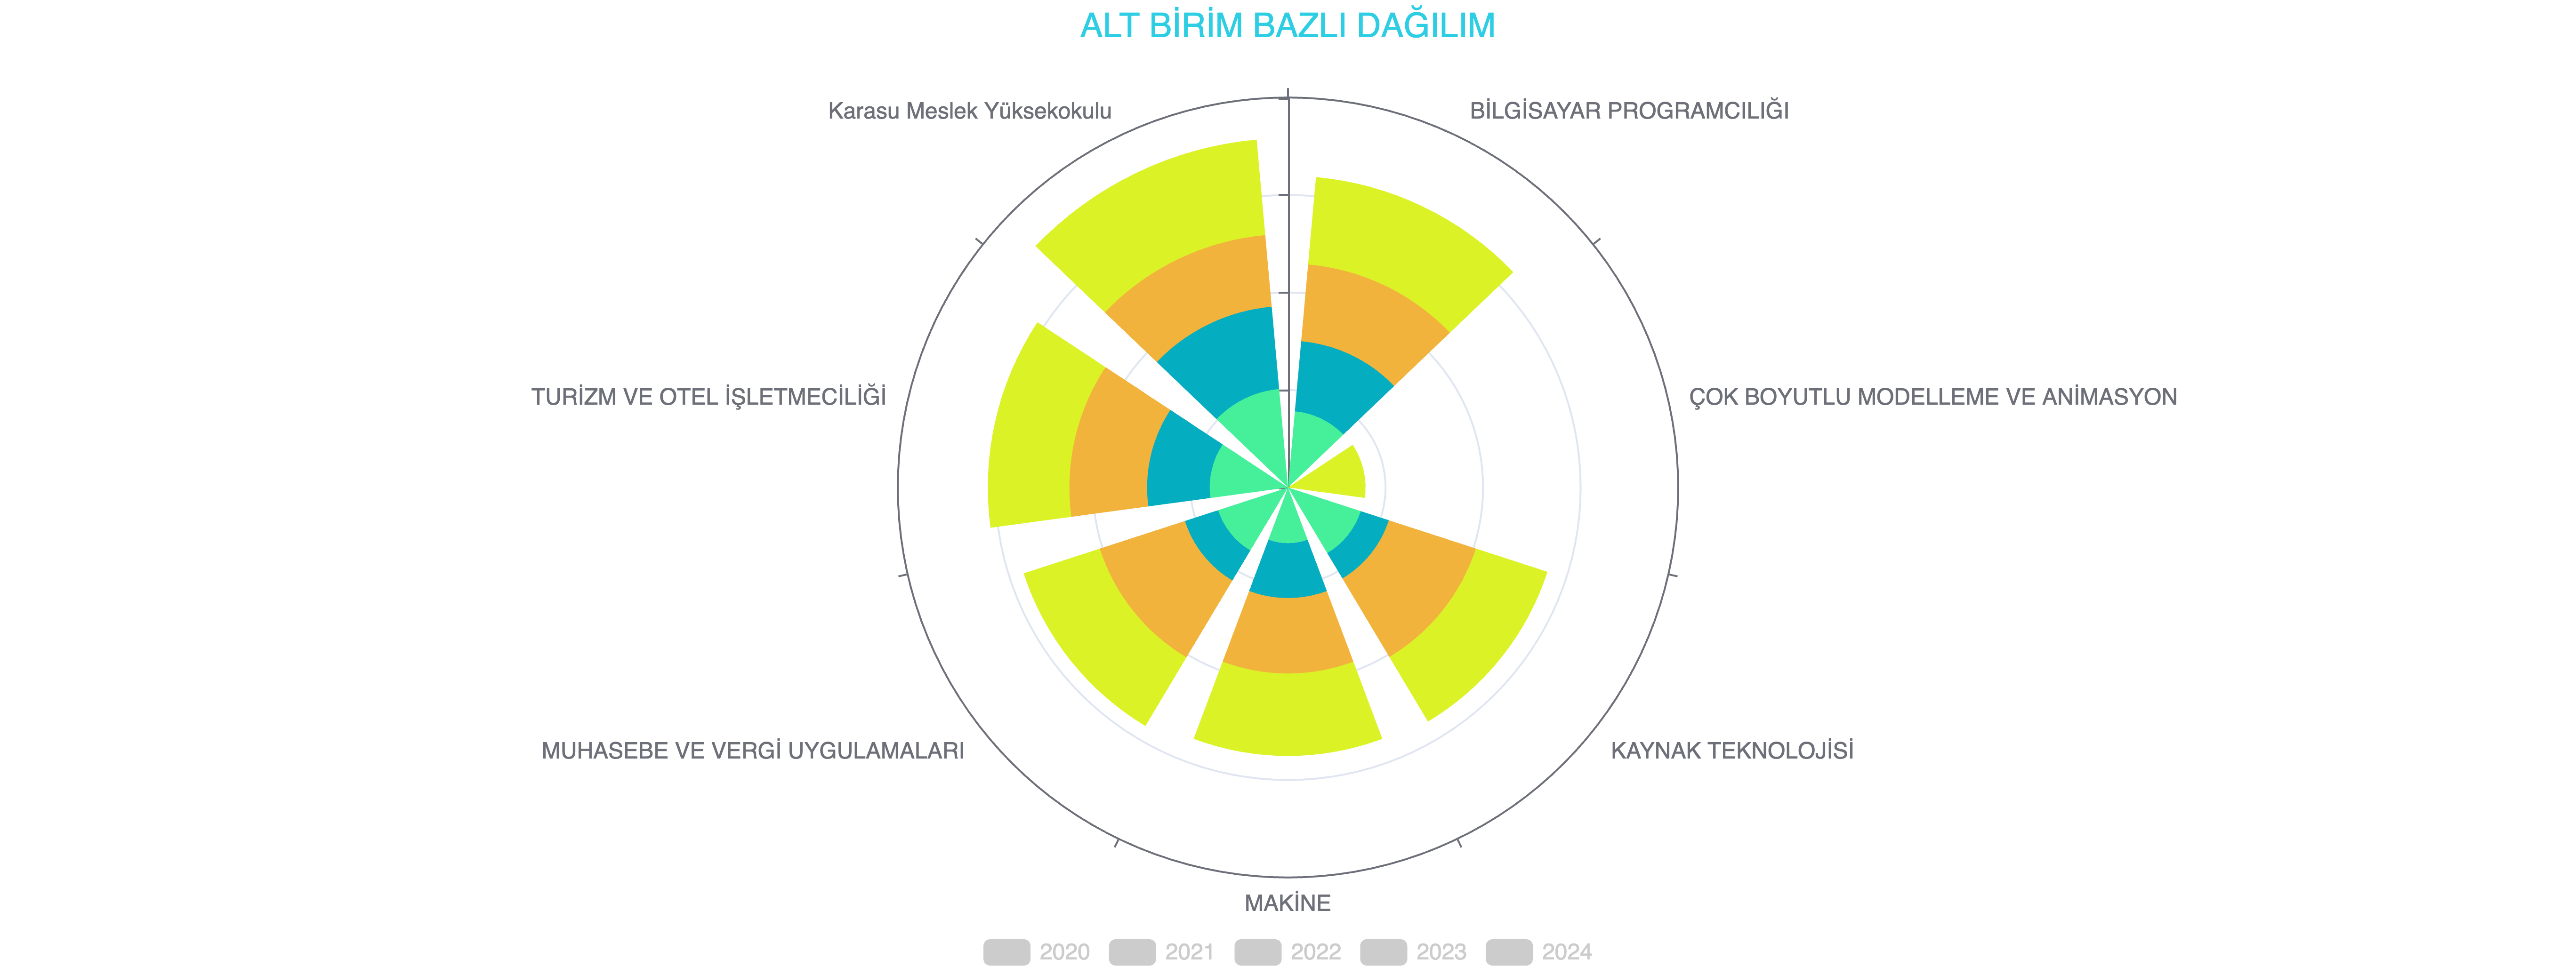 ALT BİRİM BAZLI DAĞILIM
Karasu Meslek Yüksekokulu
BİLGİSAYAR PROGRAMCILIĞI
TURİZM VE OTEL İŞLETMECİLİĞİ
ÇOK BOYUTLU MODELLEME VE ANİMASYON
MUHASEBE VE VERGİ UYGULAMALARI
KAYNAK TEKNOLOJİSİ
MAKİNE
2020 2021 2022 2023 2024